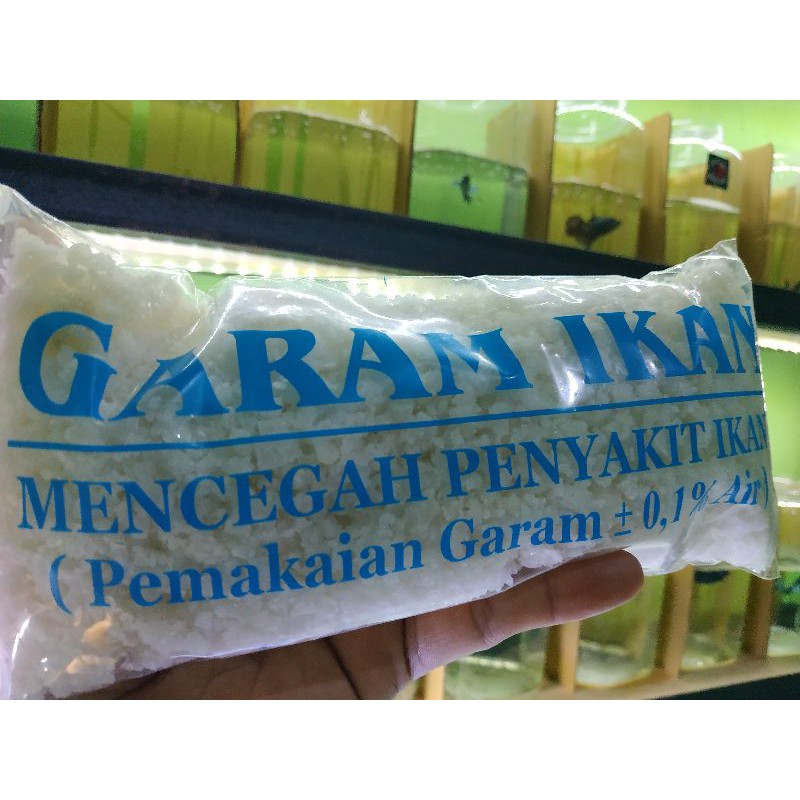 GARAM IKAN
MENCEGAH PENYAKIT IKAN
( Pemakaian Garam ± 0,1% Air )